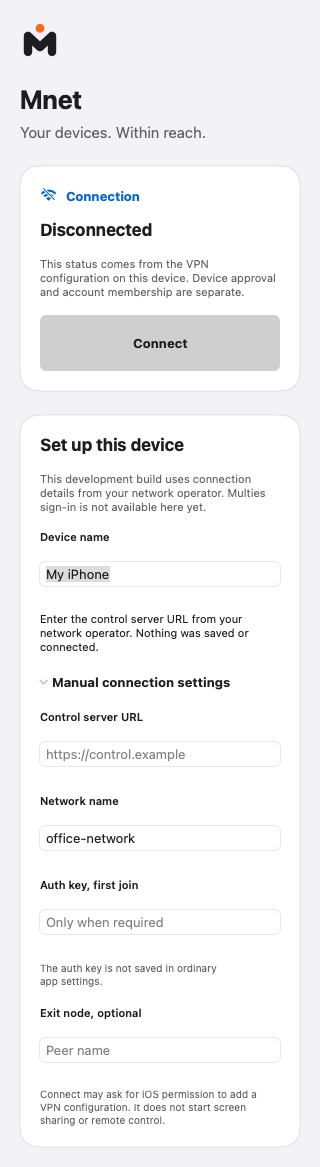 Mnet
Your devices. Within reach.
Connection
Disconnected
This status comes from the VPN
configuration on this device. Device approval
and account membership are separate.
Connect
Set up this device
This development build uses connection
details from your network operator. Multies
sign-in is not available here yet.
Device name
My iPhone
Enter the control server URL from your
network operator. Nothing was saved or
connected.
Manual connection settings
Control server URL
https://control.example
Network name
office-network
Auth key, first join
Only when required
The auth key is not saved in ordinary
app settings.
Exit node, optional
Peer name
Connect may ask for iOS permission to add a
VPN configuration. It does not start screen
sharing or remote control.